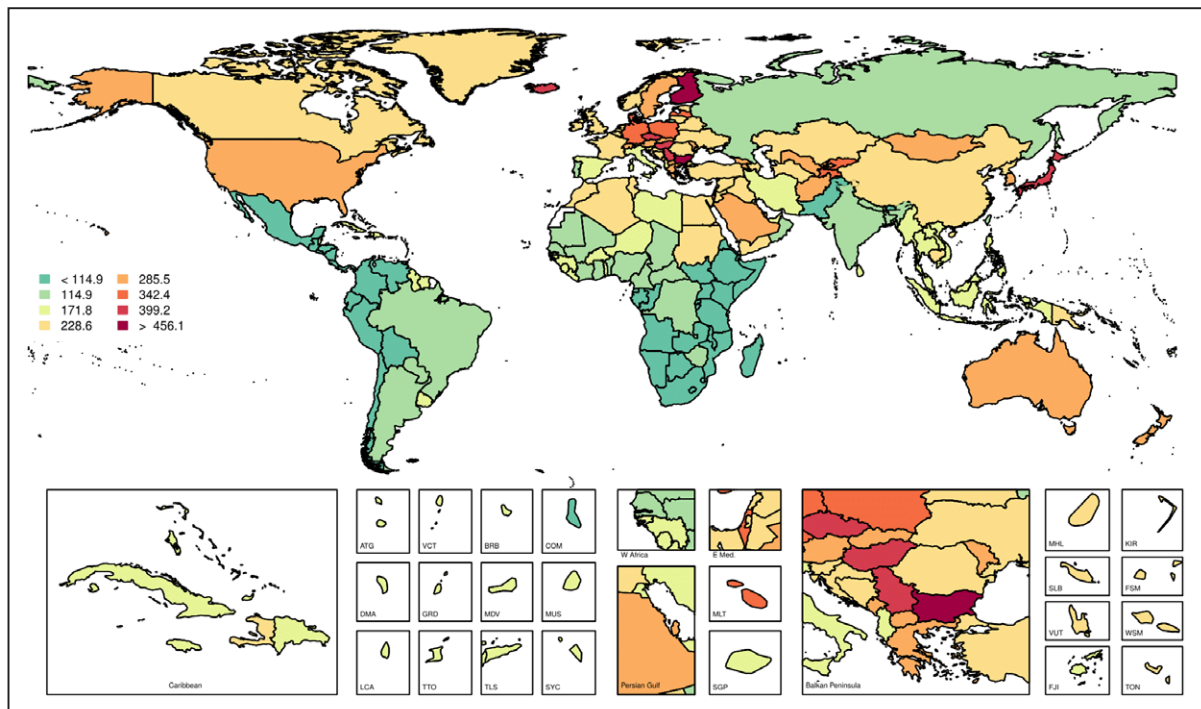 < 114.9
114.9
171.8
228.6
285.5
342.4
399.2
> 456.1
Caribbean
ATG
VCT
BRB
COM
DMA
GRD
MDV
MUS
LCA
TTO
TLS
SYC
W Africa
E Med.
Persian Gulf
MLT
SGP
Balkan Peninsula
MHL
KIR
SLB
FSM
VUT
WSM
FJI
TON